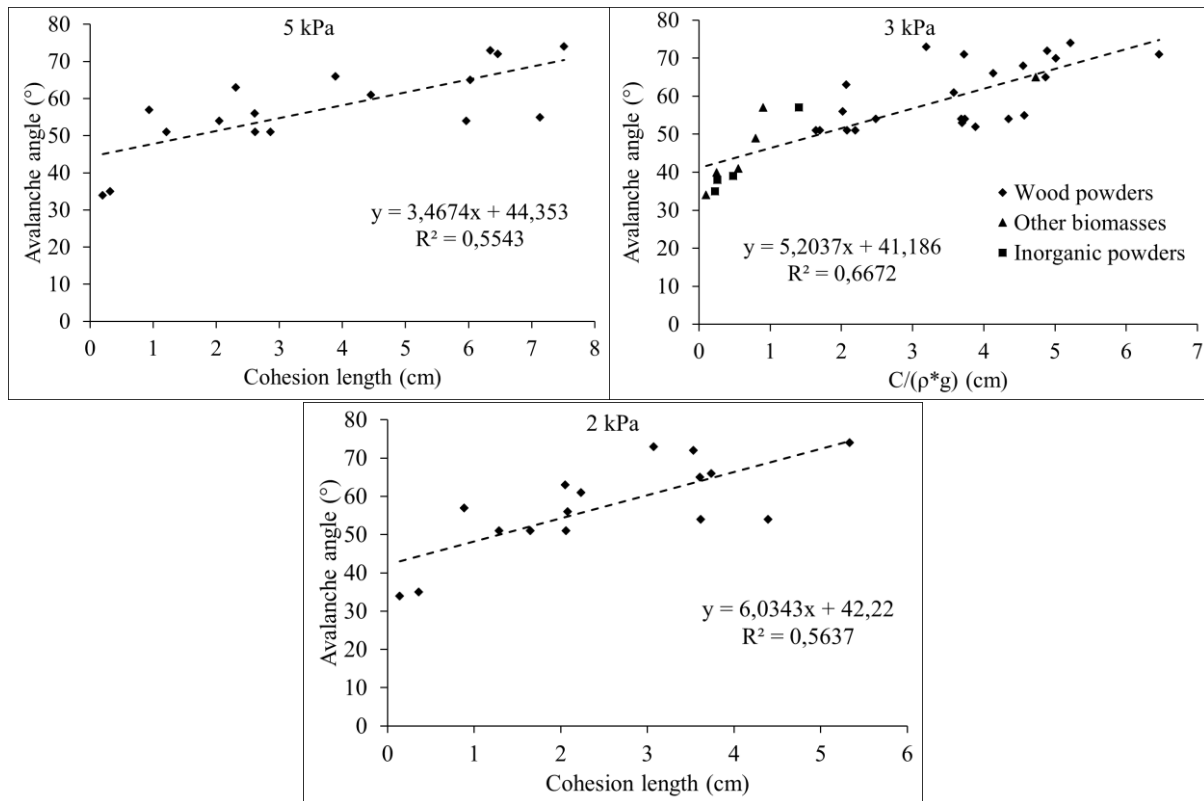 5 kPa
80
70
60
50
40
30
20
10
0
Avalanche angle (°)
y = 3,4674x + 44,353
R² = 0,5543
0 1 2 3 4 5 6 7 8
Cohesion length (cm)
3 kPa
80
70
60
50
40
30
20
10
0
Avalanche angle (°)
Wood powders
Other biomasses
Inorganic powders
y = 5,2037x + 41,186
R² = 0,6672
0 1 2 3 4 5 6 7
C/(ρ*g) (cm)
2 kPa
80
70
60
50
40
30
20
10
0
Avalanche angle (°)
y = 6,0343x + 42,22
R² = 0,5637
0 1 2 3 4 5 6
Cohesion length (cm)